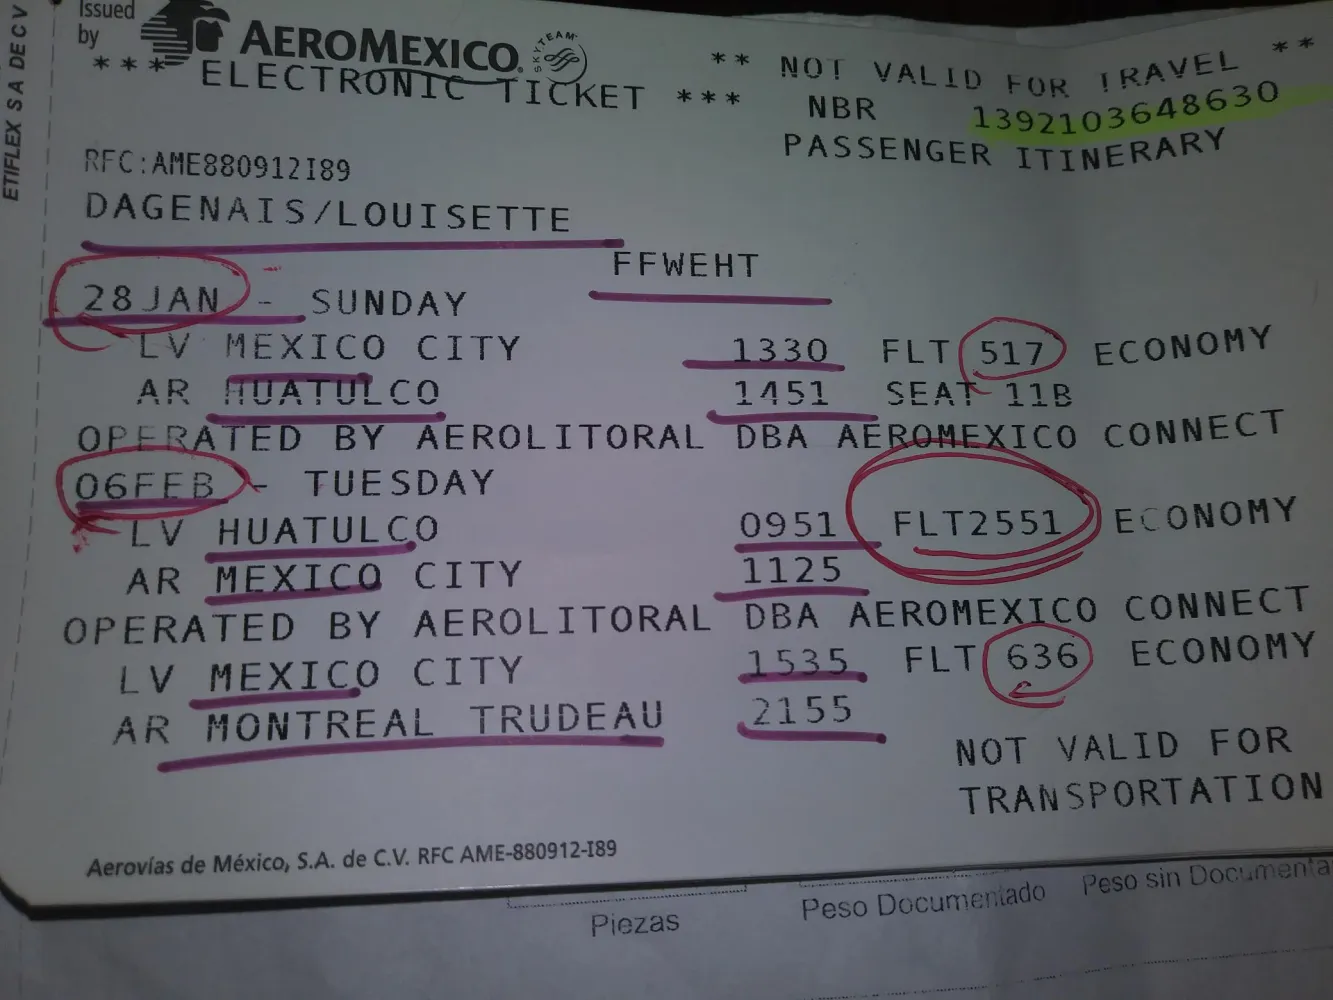 ETIFLEX SA DE CV
Issued
by AEROMEXICO. SKYTEAM
*** ELECTRONIC TICKET ***
** NOT VALID FOR TRAVEL **
NBR 1392103648630
PASSENGER ITINERARY
RFC:AME880912I89
DAGENAIS/LOUISETTE
FFWEHT
28JAN - SUNDAY
LV MEXICO CITY 1330 FLT 517 ECONOMY
AR HUATULCO 1451 SEAT 11B
OPERATED BY AEROLITORAL DBA AEROMEXICO CONNECT
06FEB - TUESDAY
LV HUATULCO 0951 FLT2551 ECONOMY
AR MEXICO CITY 1125
OPERATED BY AEROLITORAL DBA AEROMEXICO CONNECT
LV MEXICO CITY 1535 FLT 636 ECONOMY
AR MONTREAL TRUDEAU 2155
NOT VALID FOR
TRANSPORTATION
Aerovías de México, S.A. de C.V. RFC AME-880912-I89
Piezas Peso Documentado Peso sin Documenta